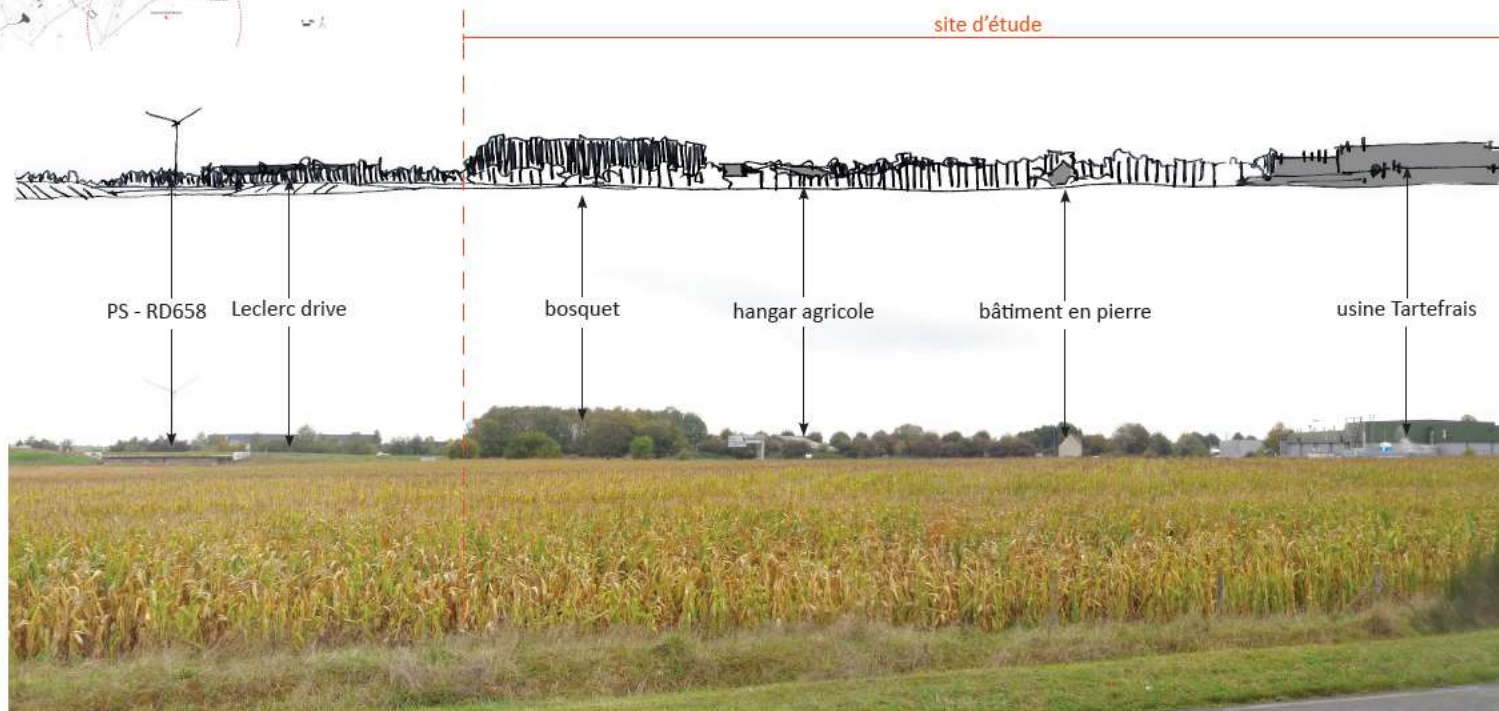 site d'étude
PS - RD658
Leclerc drive
bosquet
hangar agricole
bâtiment en pierre
usine Tartefrais